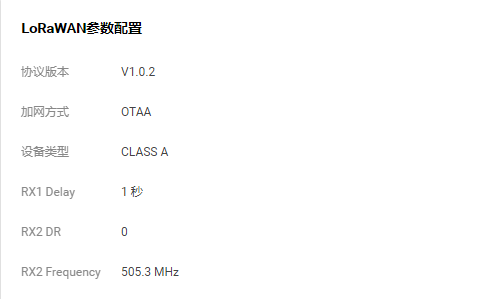 LoRaWAN参数配置
协议版本 V1.0.2
加网方式 OTAA
设备类型 CLASS A
RX1 Delay 1 秒
RX2 DR 0
RX2 Frequency 505.3 MHz